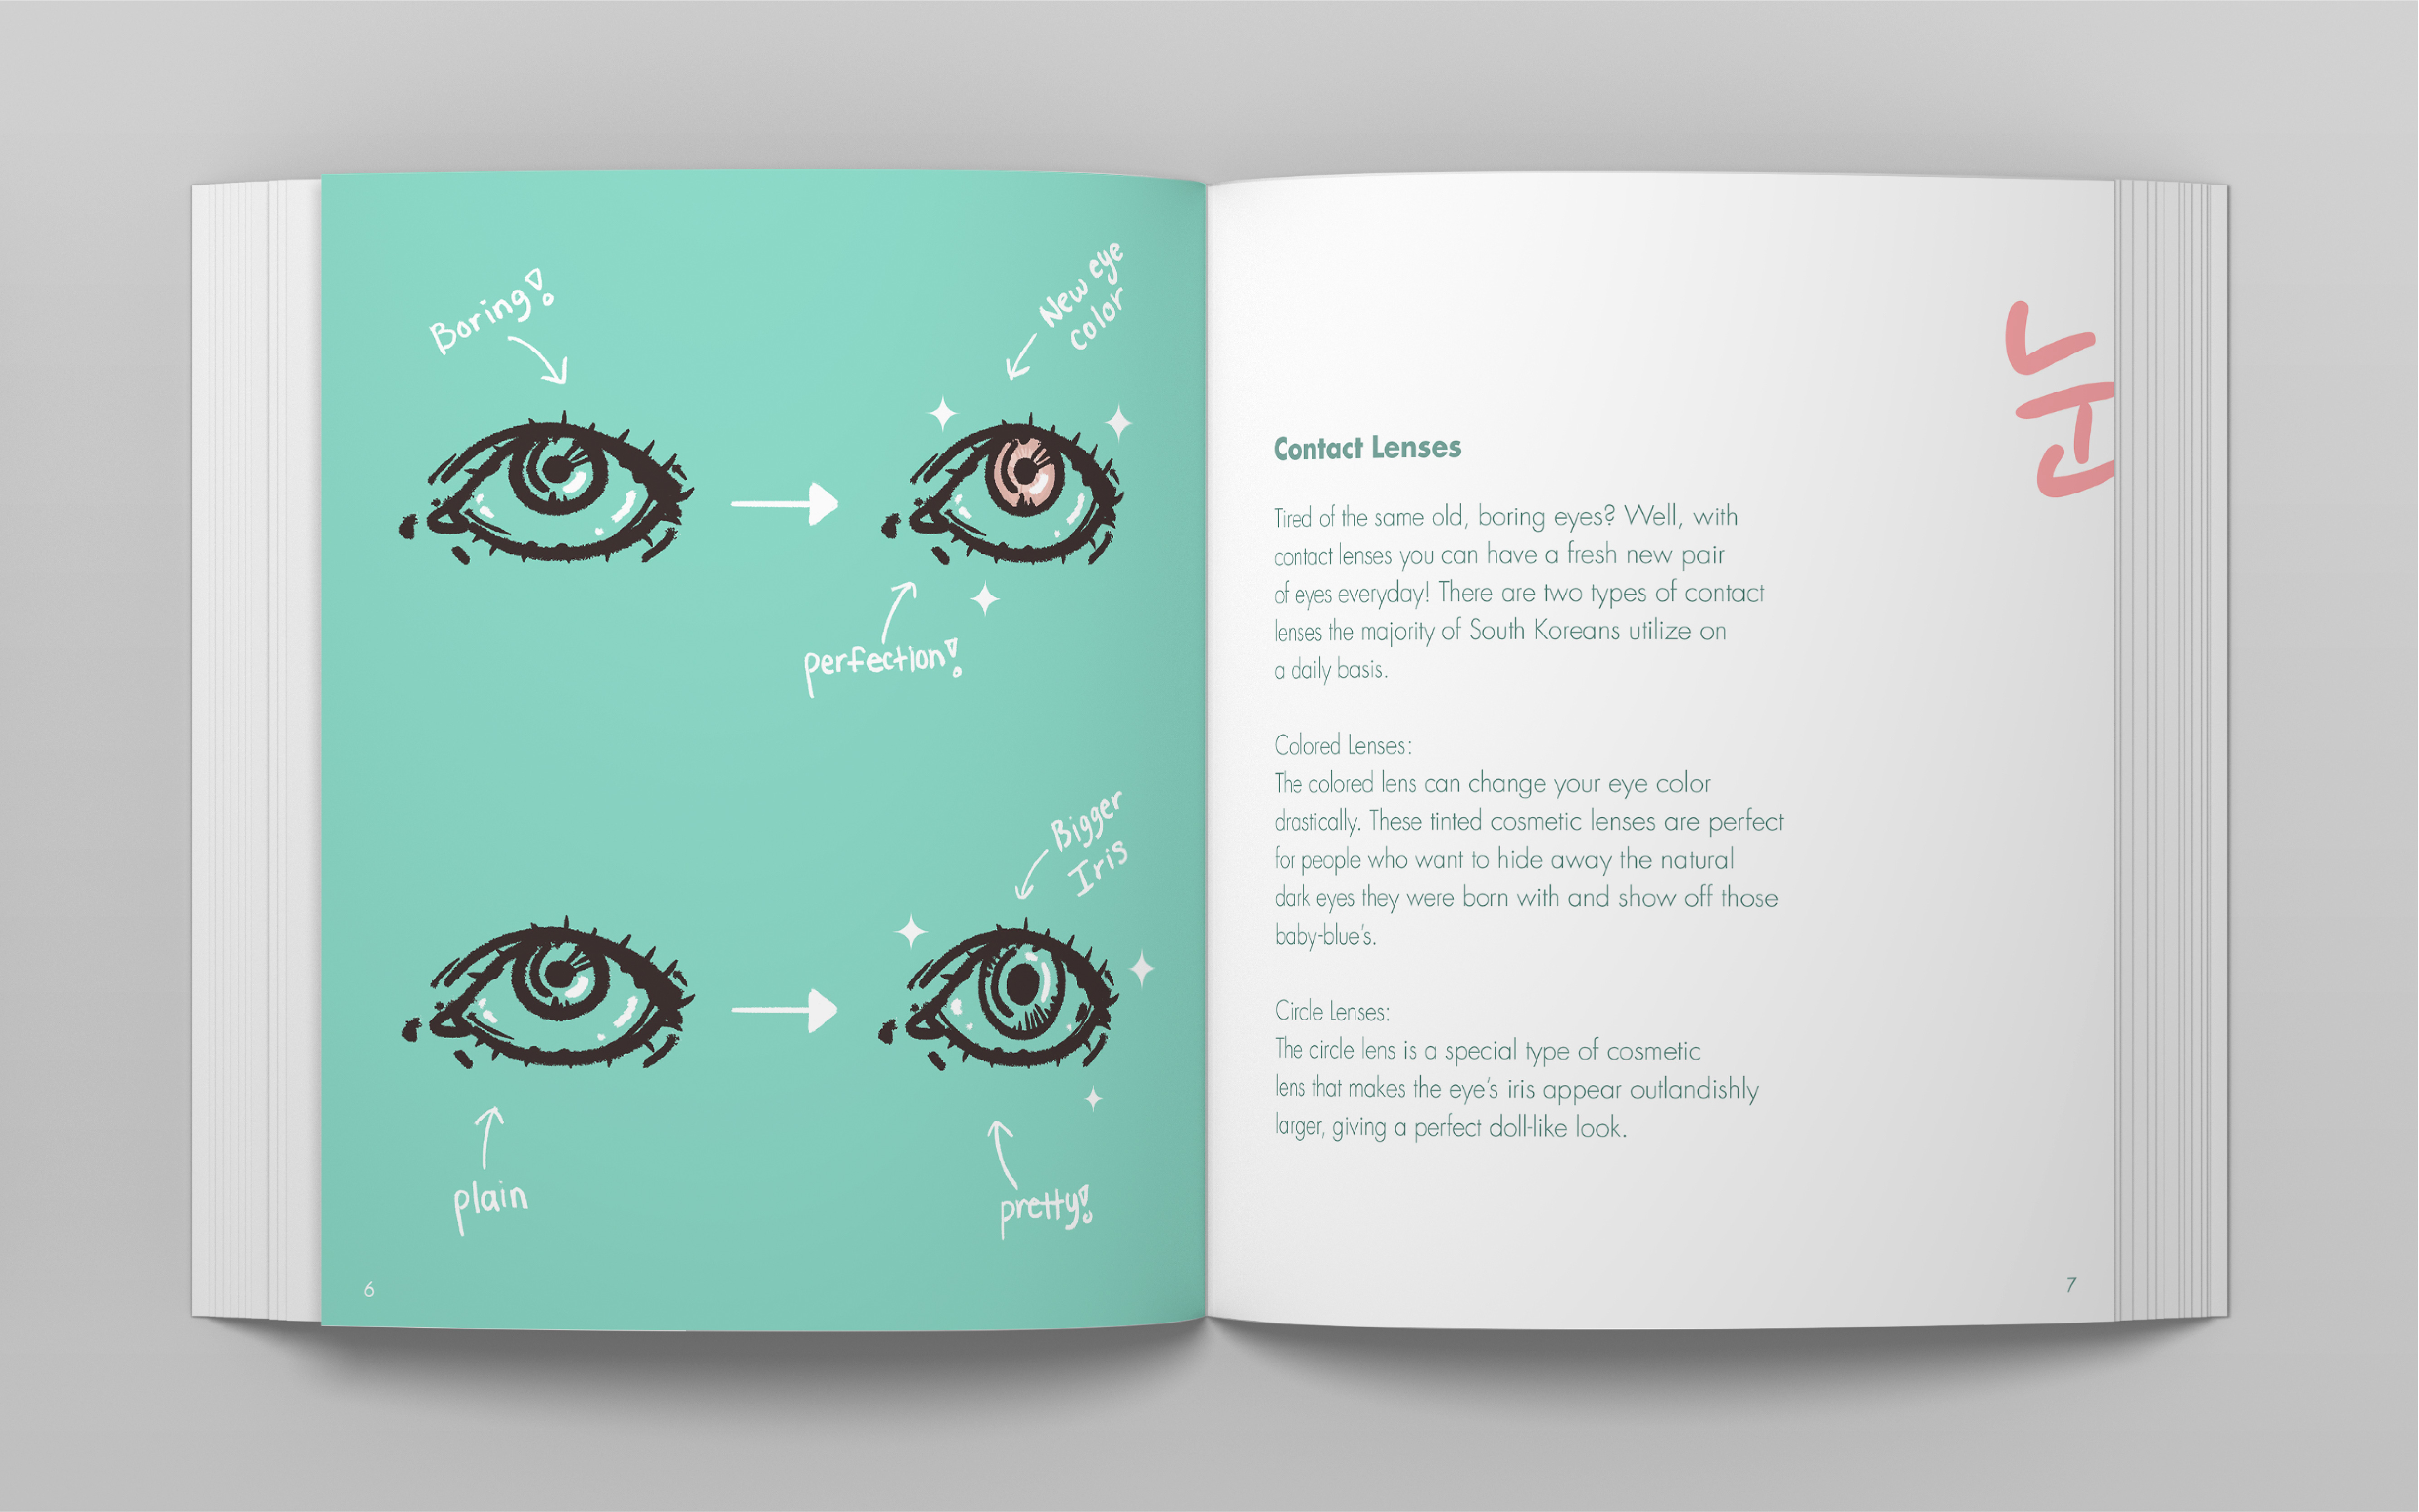 Boring!
New eye
color
perfection!
Bigger
Iris
plain
pretty!
6
눈
Contact Lenses
Tired of the same old, boring eyes? Well, with
contact lenses you can have a fresh new pair
of eyes everyday! There are two types of contact
lenses the majority of South Koreans utilize on
a daily basis.
Colored Lenses:
The colored lens can change your eye color
drastically. These tinted cosmetic lenses are perfect
for people who want to hide away the natural
dark eyes they were born with and show off those
baby-blue's.
Circle Lenses:
The circle lens is a special type of cosmetic
lens that makes the eye's iris appear outlandishly
larger, giving a perfect doll-like look.
7